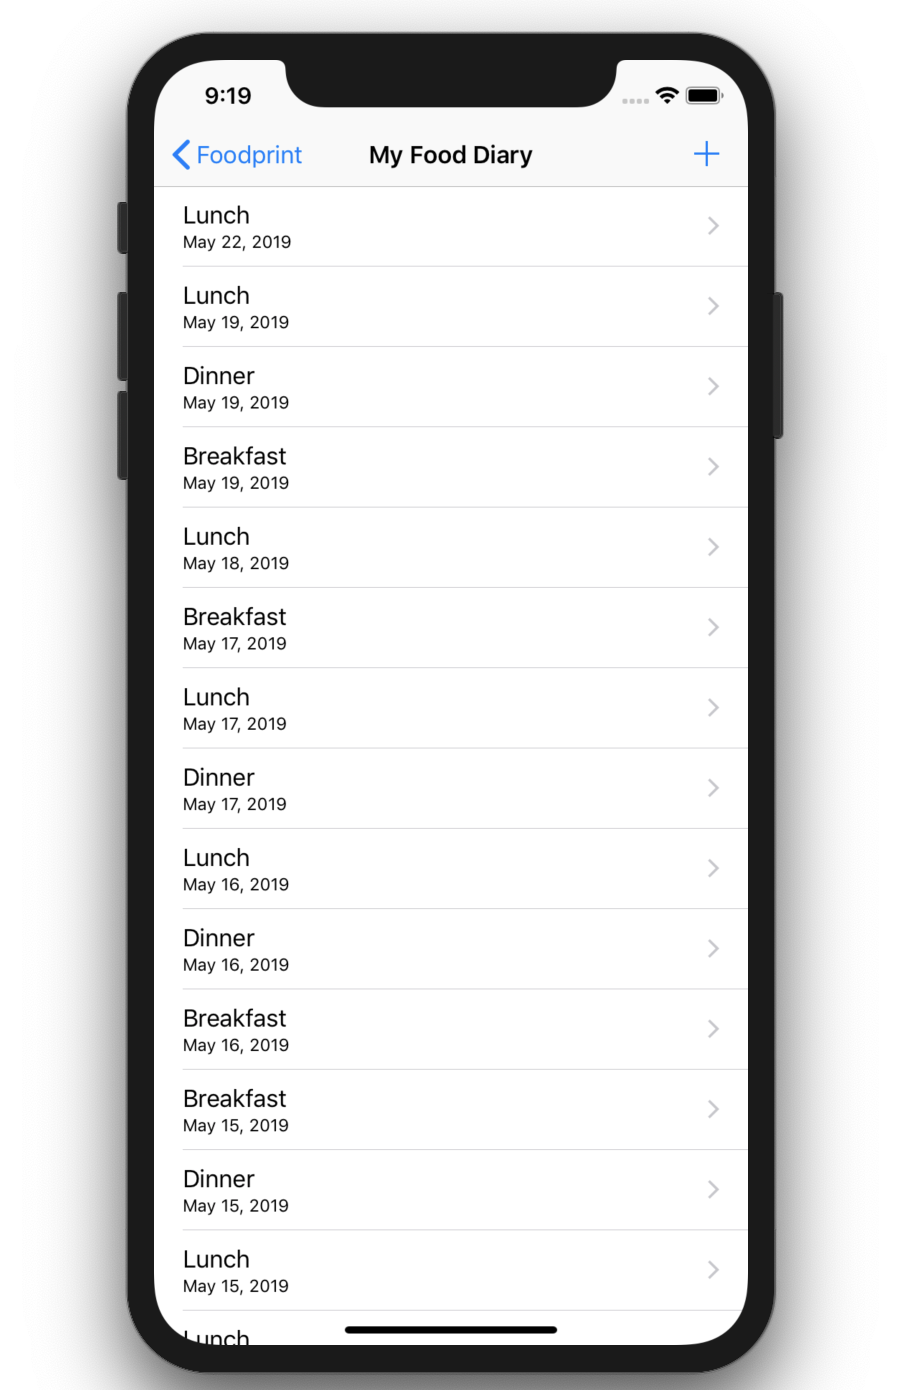 9:19
Foodprint
My Food Diary
Lunch
May 22, 2019
Lunch
May 19, 2019
Dinner
May 19, 2019
Breakfast
May 19, 2019
Lunch
May 18, 2019
Breakfast
May 17, 2019
Lunch
May 17, 2019
Dinner
May 17, 2019
Lunch
May 16, 2019
Dinner
May 16, 2019
Breakfast
May 16, 2019
Breakfast
May 15, 2019
Dinner
May 15, 2019
Lunch
May 15, 2019
Lunch